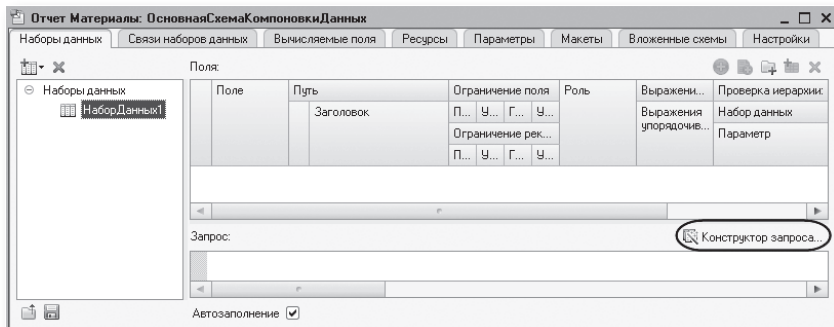 Отчет Материалы: ОсновнаяСхемаКомпоновкиДанных
Наборы данных Связи наборов данных Вычисляемые поля Ресурсы Параметры Макеты Вложенные схемы Настройки
Поля:
Наборы данных
НаборДанных1
Поле Путь Ограничение поля Роль Выражени... Проверка иерархии:
Заголовок П... У... Г... У... Выражения упорядочив... Набор данных
Ограничение рек... Параметр
П... У... Г... У...
Запрос: Конструктор запроса...
Автозаполнение